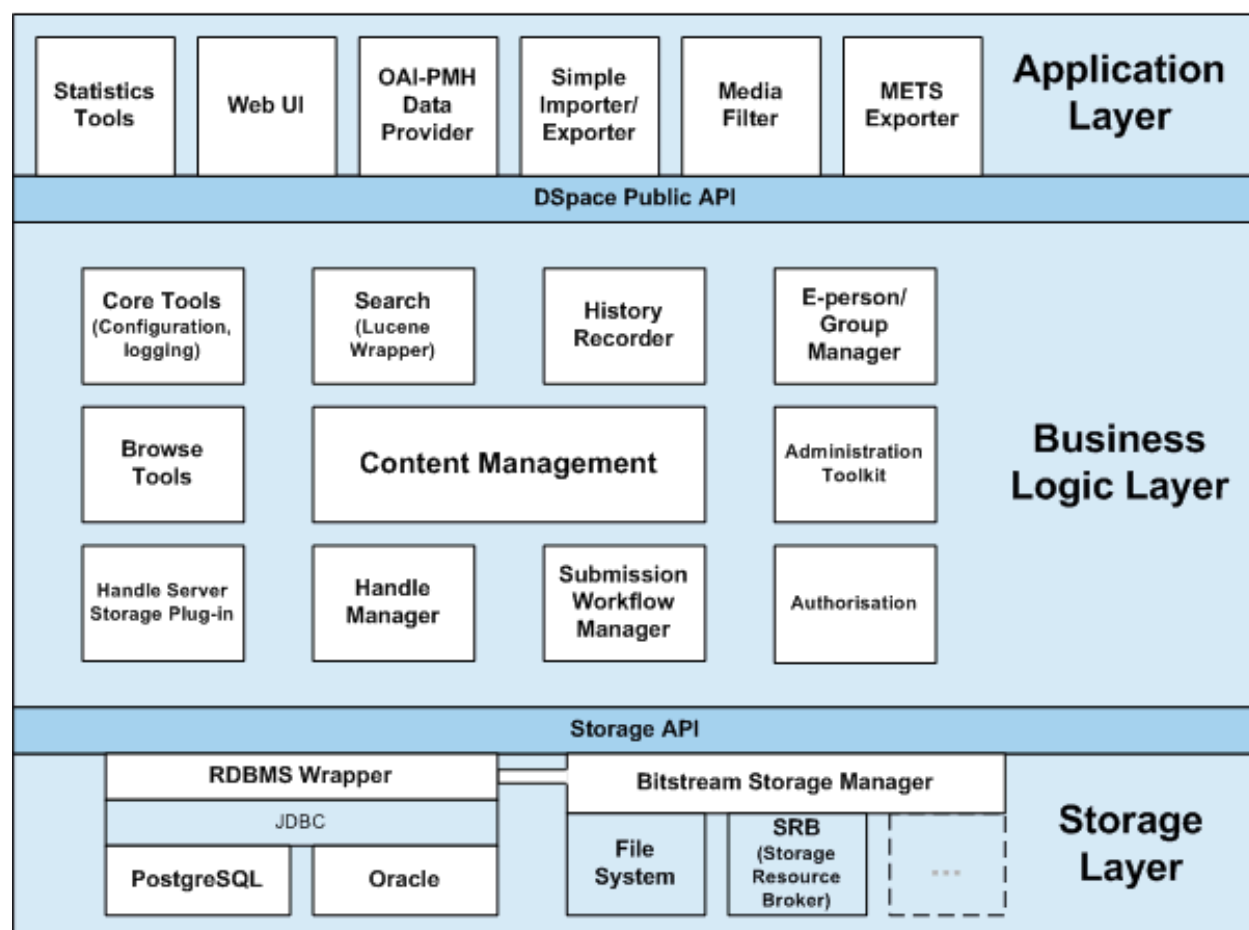 Statistics
Tools
Web UI
OAI-PMH
Data
Provider
Simple
Importer/
Exporter
Media
Filter
METS
Exporter
Application
Layer
DSpace Public API
Core Tools
(Configuration,
logging)
Search
(Lucene
Wrapper)
History
Recorder
E-person/
Group
Manager
Browse
Tools
Content Management
Administration
Toolkit
Business
Logic Layer
Handle Server
Storage Plug-in
Handle
Manager
Submission
Workflow
Manager
Authorisation
Storage API
RDBMS Wrapper
JDBC
PostgreSQL
Oracle
Bitstream Storage Manager
File
System
SRB
(Storage
Resource
Broker)
...
Storage
Layer